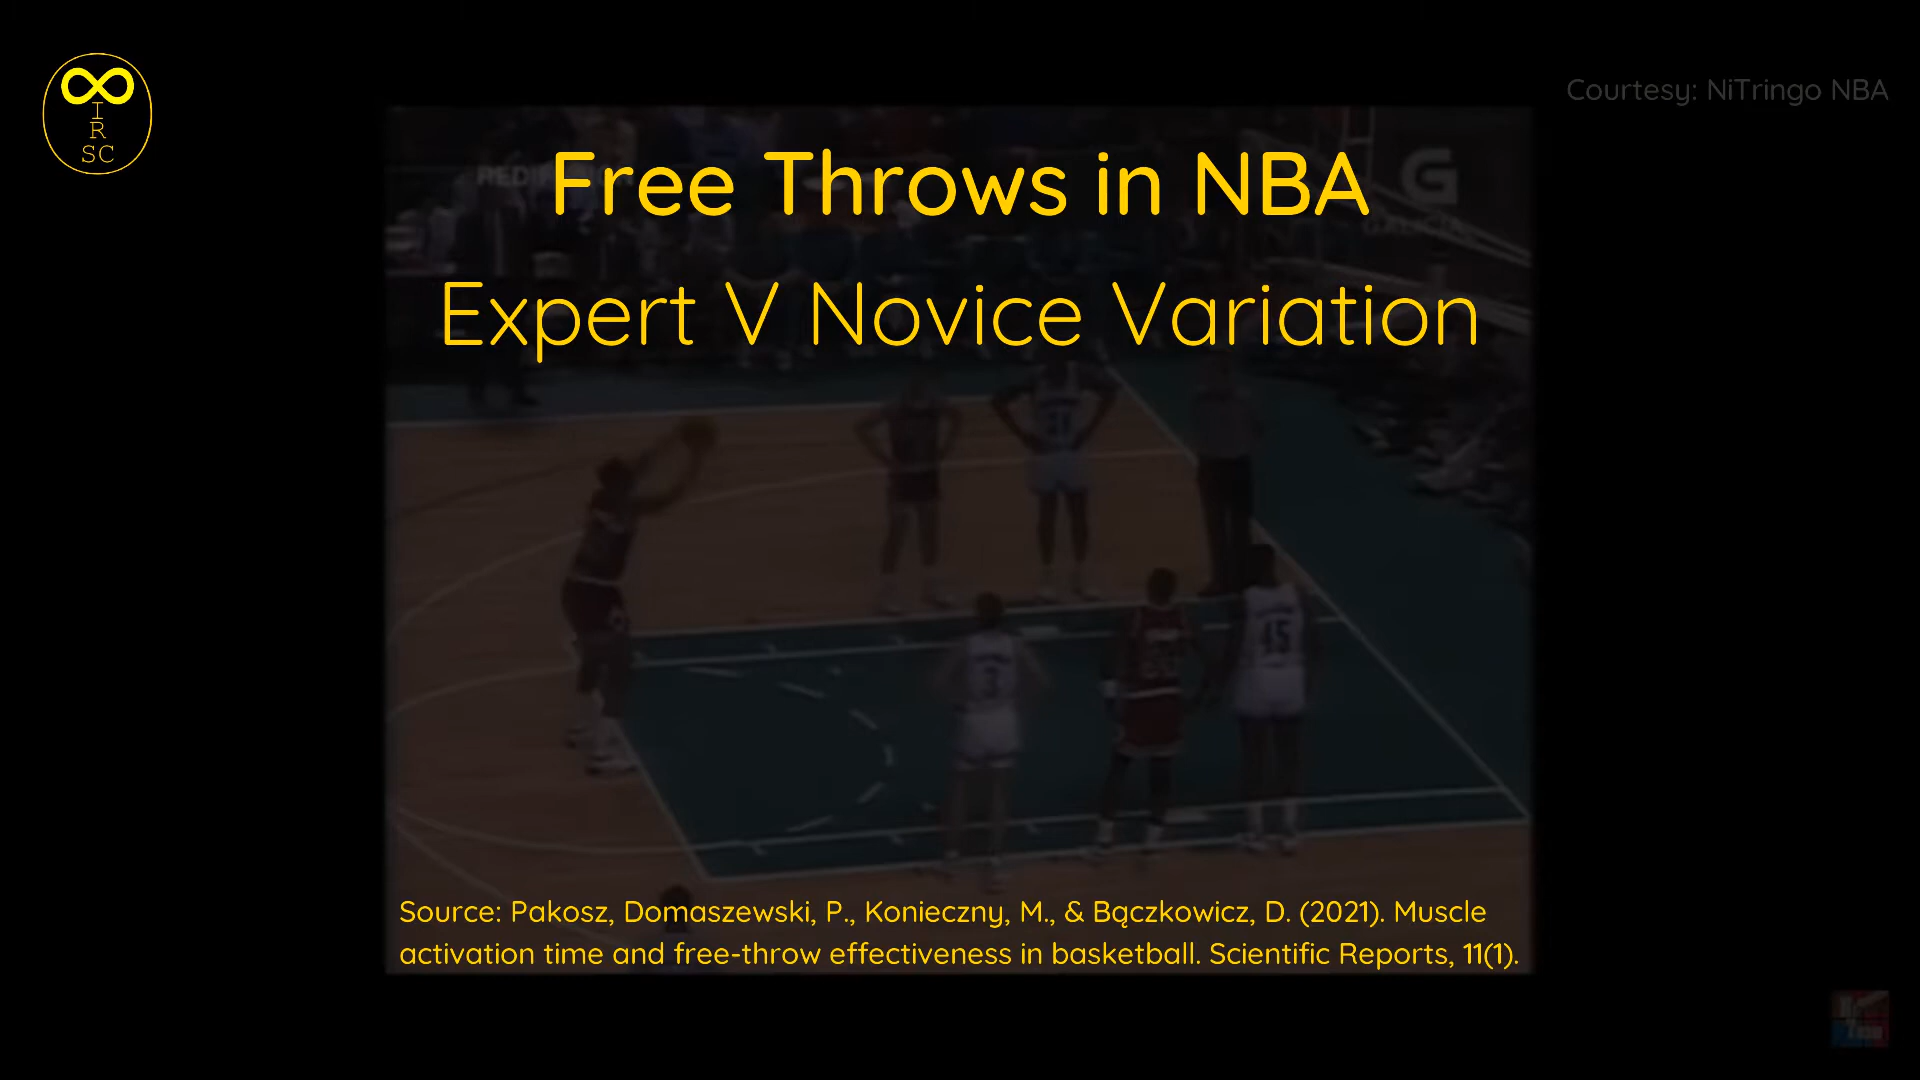 ∞
I
R
SC
Courtesy: NiTringo NBA
Free Throws in NBA
Expert V Novice Variation
G
45
Source: Pakosz, Domaszewski, P., Konieczny, M., & Bączkowicz, D. (2021). Muscle
activation time and free-throw effectiveness in basketball. Scientific Reports, 11(1).